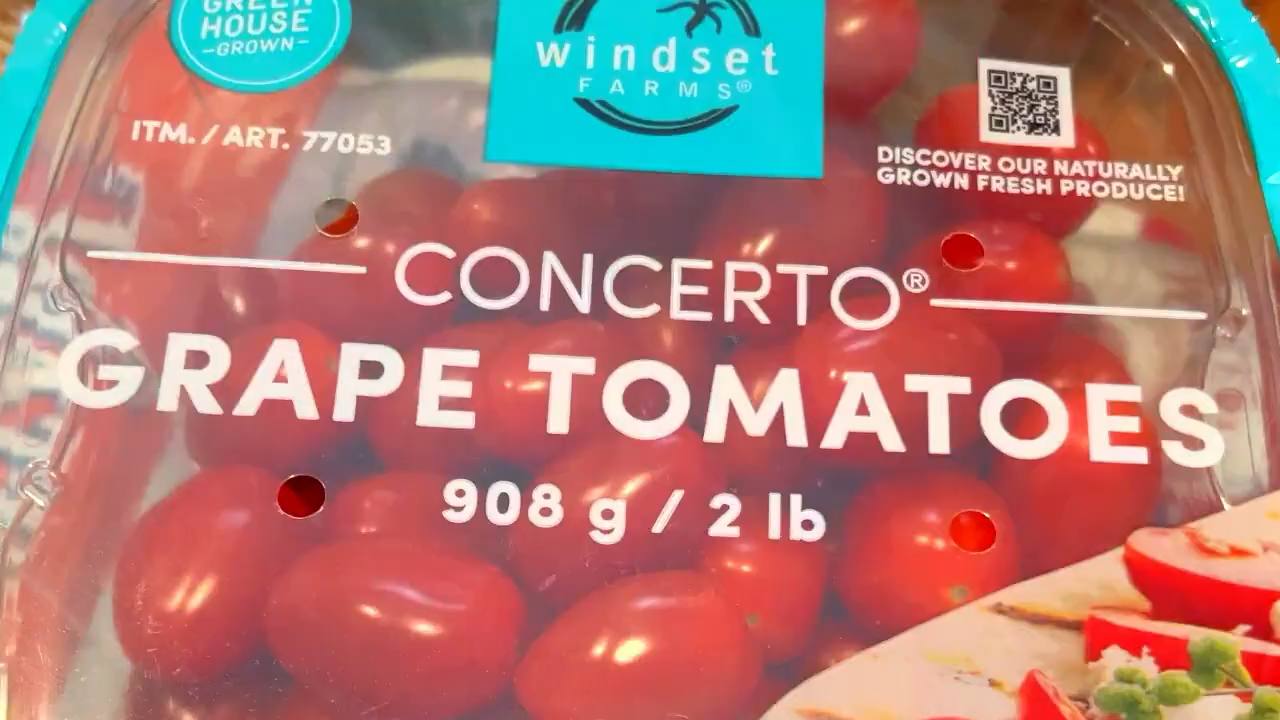 GREEN
HOUSE
-GROWN-
windset
FARMS®
ITM. / ART. 77053
DISCOVER OUR NATURALLY
GROWN FRESH PRODUCE!
CONCERTO®
GRAPE TOMATOES
908 g / 2 lb